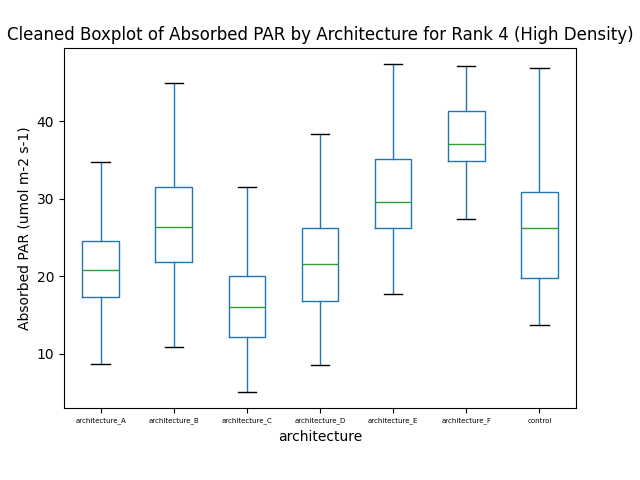 Cleaned Boxplot of Absorbed PAR by Architecture for Rank 4 (High Density)
Absorbed PAR (umol m-2 s-1)
40
30
20
10
architecture_A architecture_B architecture_C architecture_D architecture_E architecture_F control
architecture